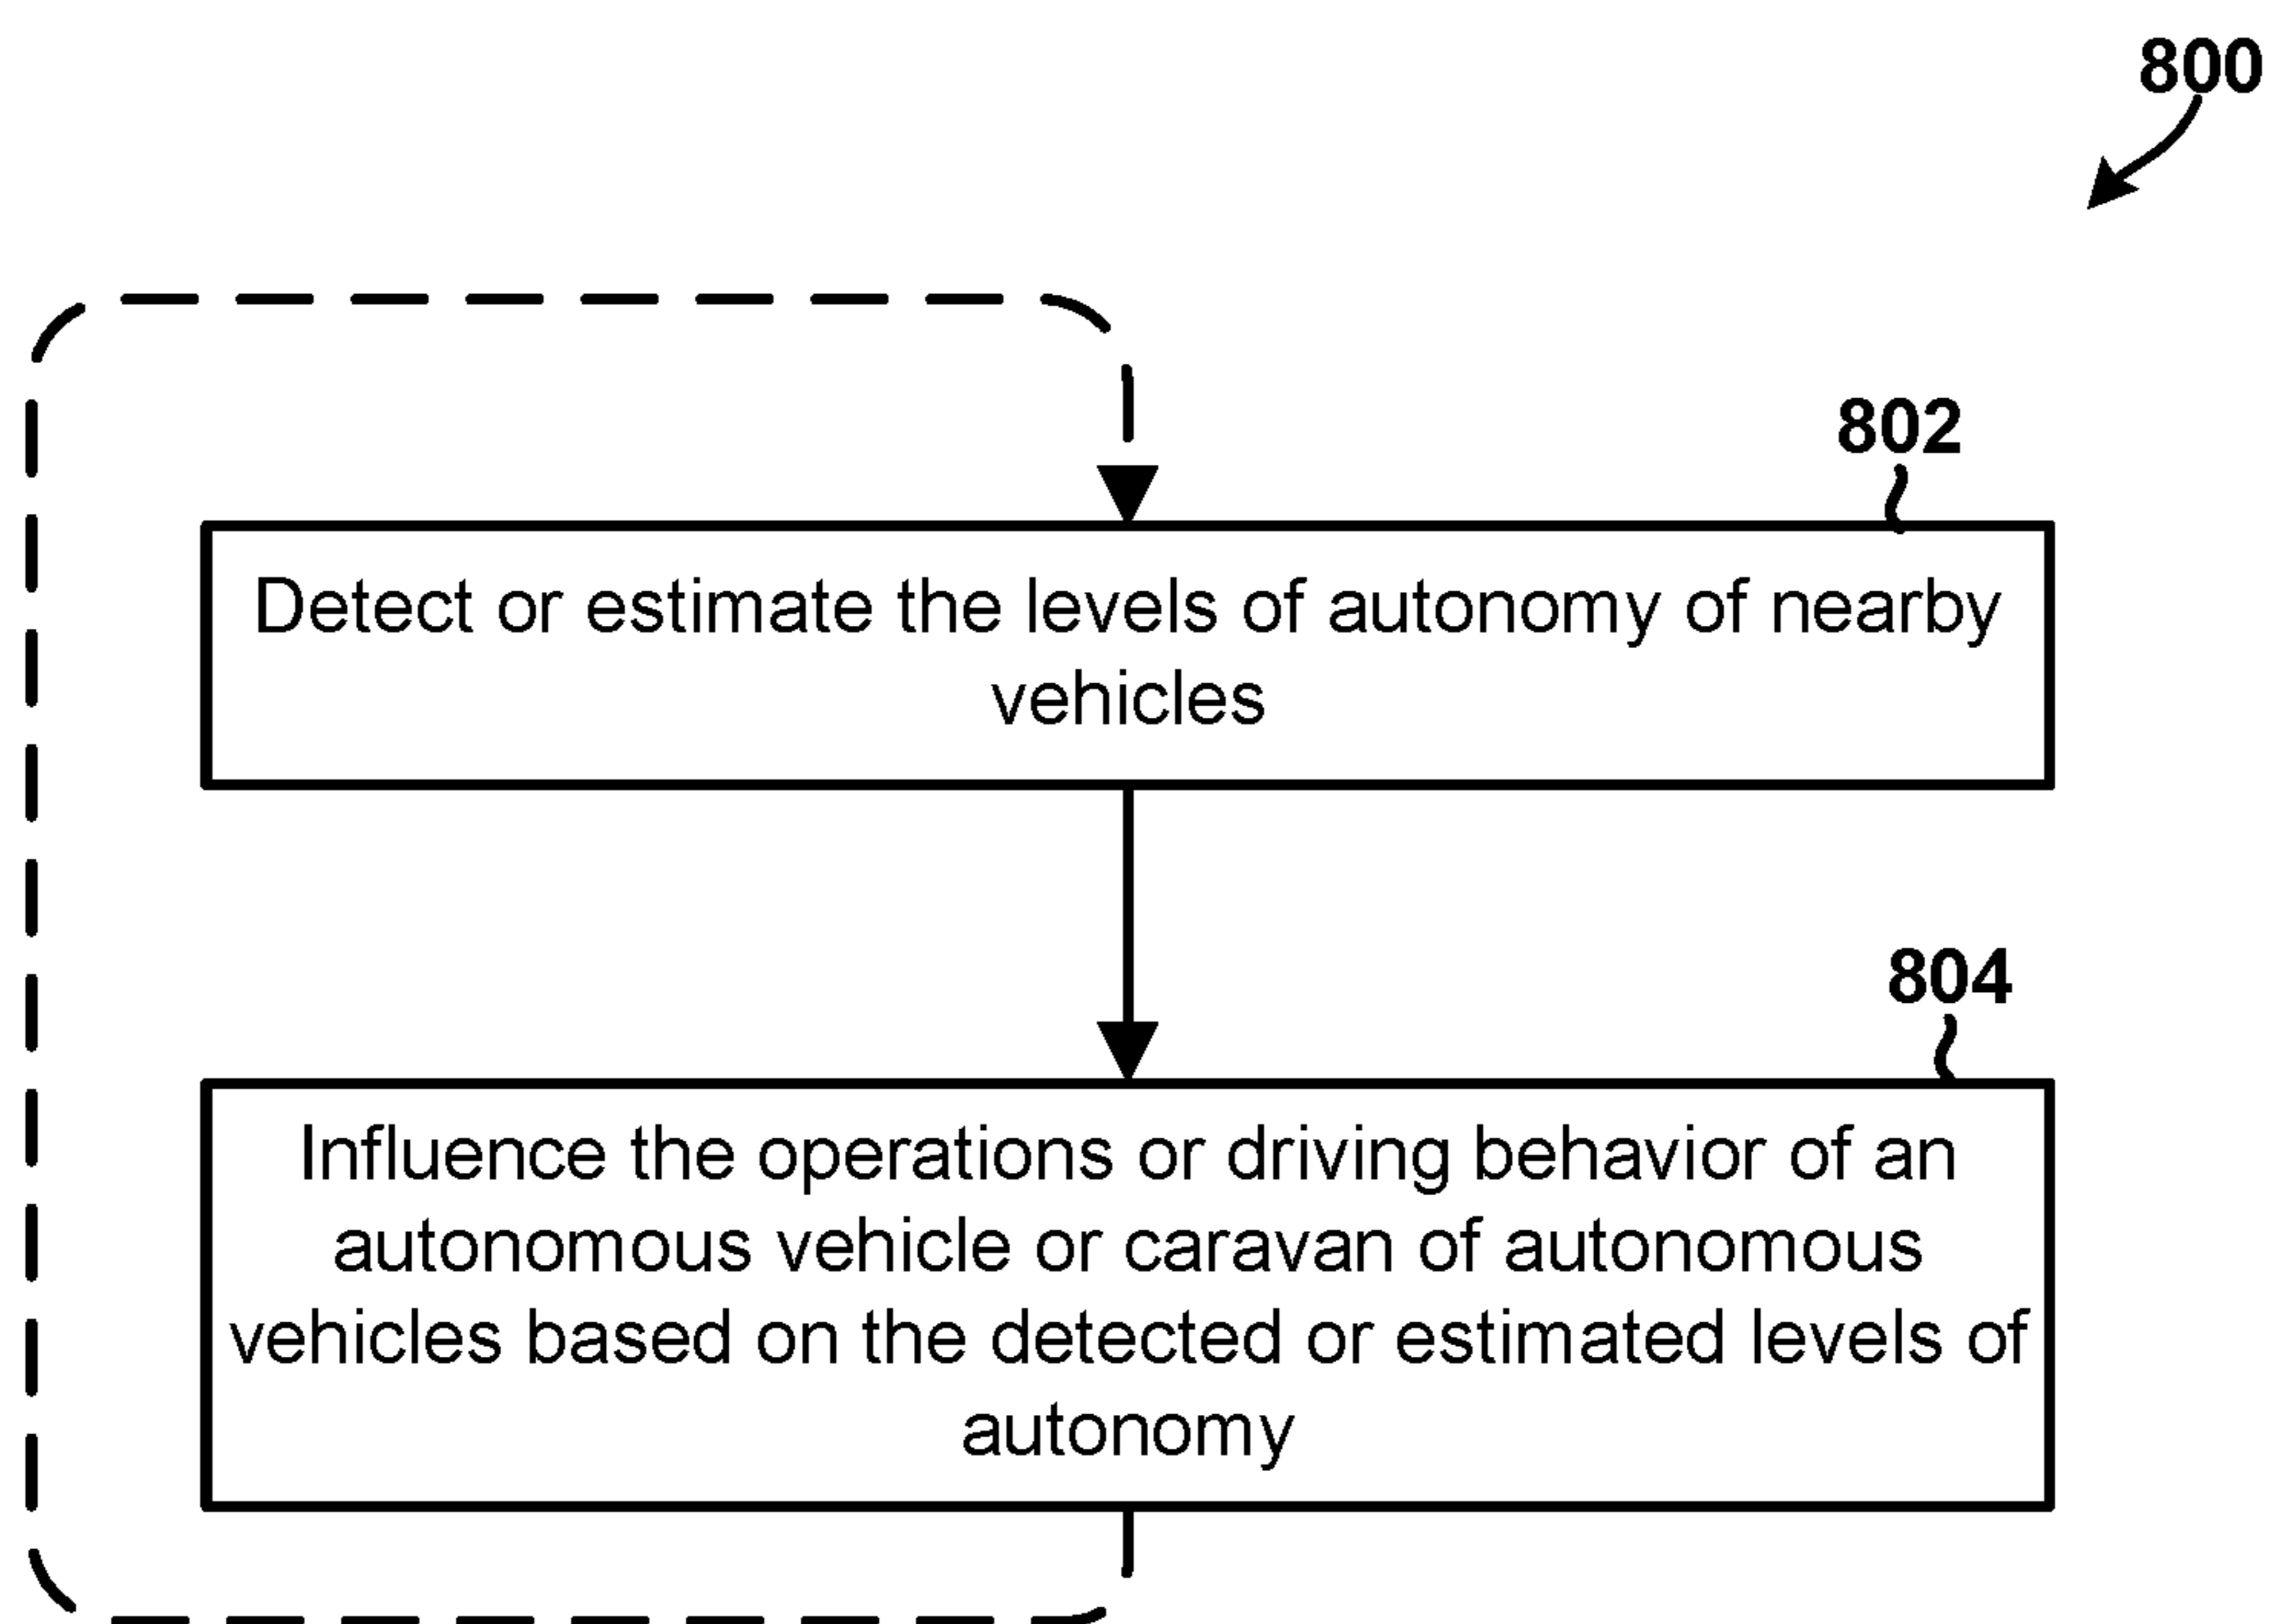 800
802
Detect or estimate the levels of autonomy of nearby
vehicles
804
Influence the operations or driving behavior of an
autonomous vehicle or caravan of autonomous
vehicles based on the detected or estimated levels of
autonomy